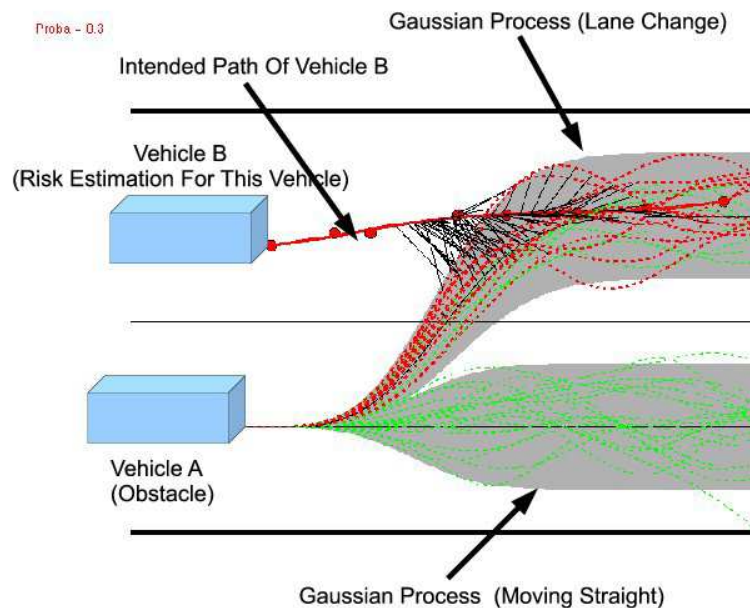 Proba - 0.3
Gaussian Process (Lane Change)
Intended Path Of Vehicle B
Vehicle B
(Risk Estimation For This Vehicle)
Vehicle A
(Obstacle)
Gaussian Process (Moving Straight)